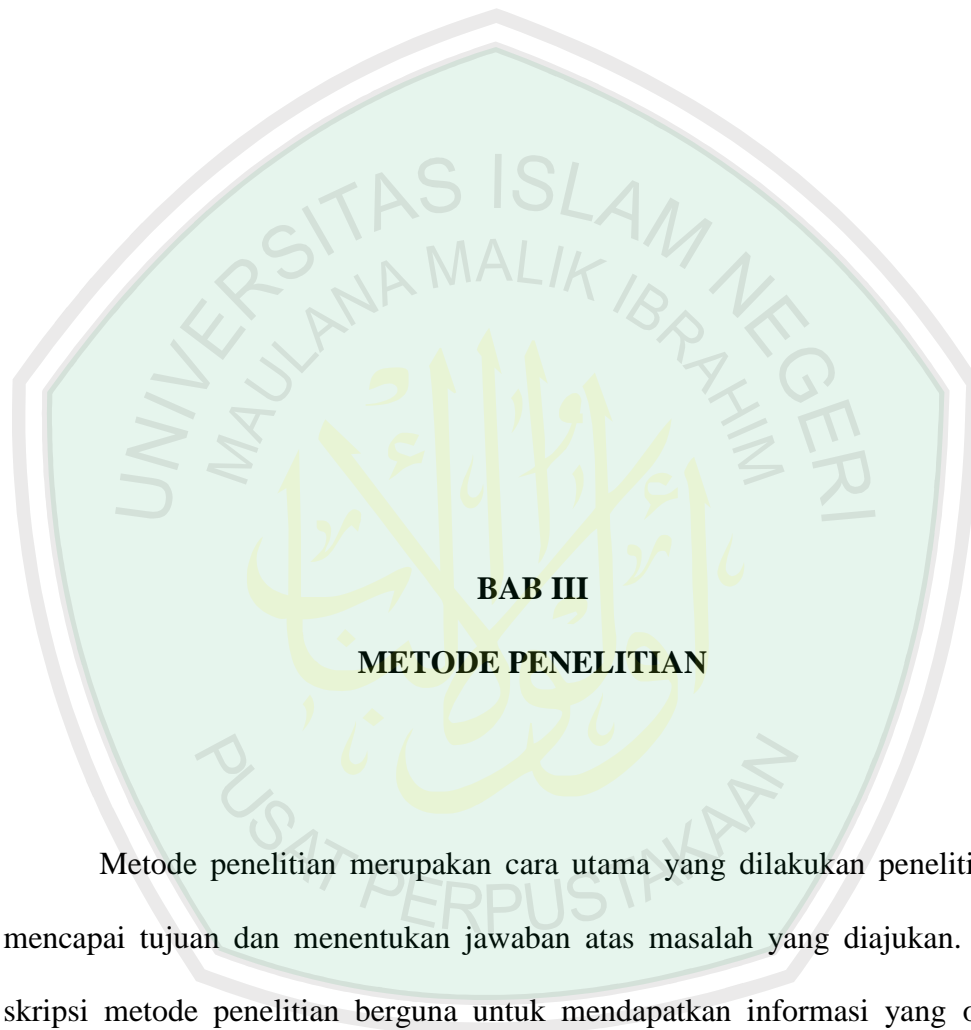 UNIVERSITAS ISLAM NEGERI
MAULANA MALIK IBRAHIM
BAB III
METODE PENELITIAN
PUSAT PERPUSTAKAAN
Metode penelitian merupakan cara utama yang dilakukan peneliti
mencapai tujuan dan menentukan jawaban atas masalah yang diajukan.
skripsi metode penelitian berguna untuk mendapatkan informasi yang